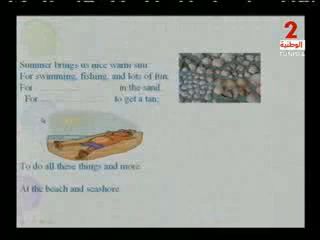 2
الوطنية
Summer brings us nice warm sun
For swimming, fishing, and lots of fun;
For in the sand.
For to get a tan;
To do all these things and more.
At the beach and seashore